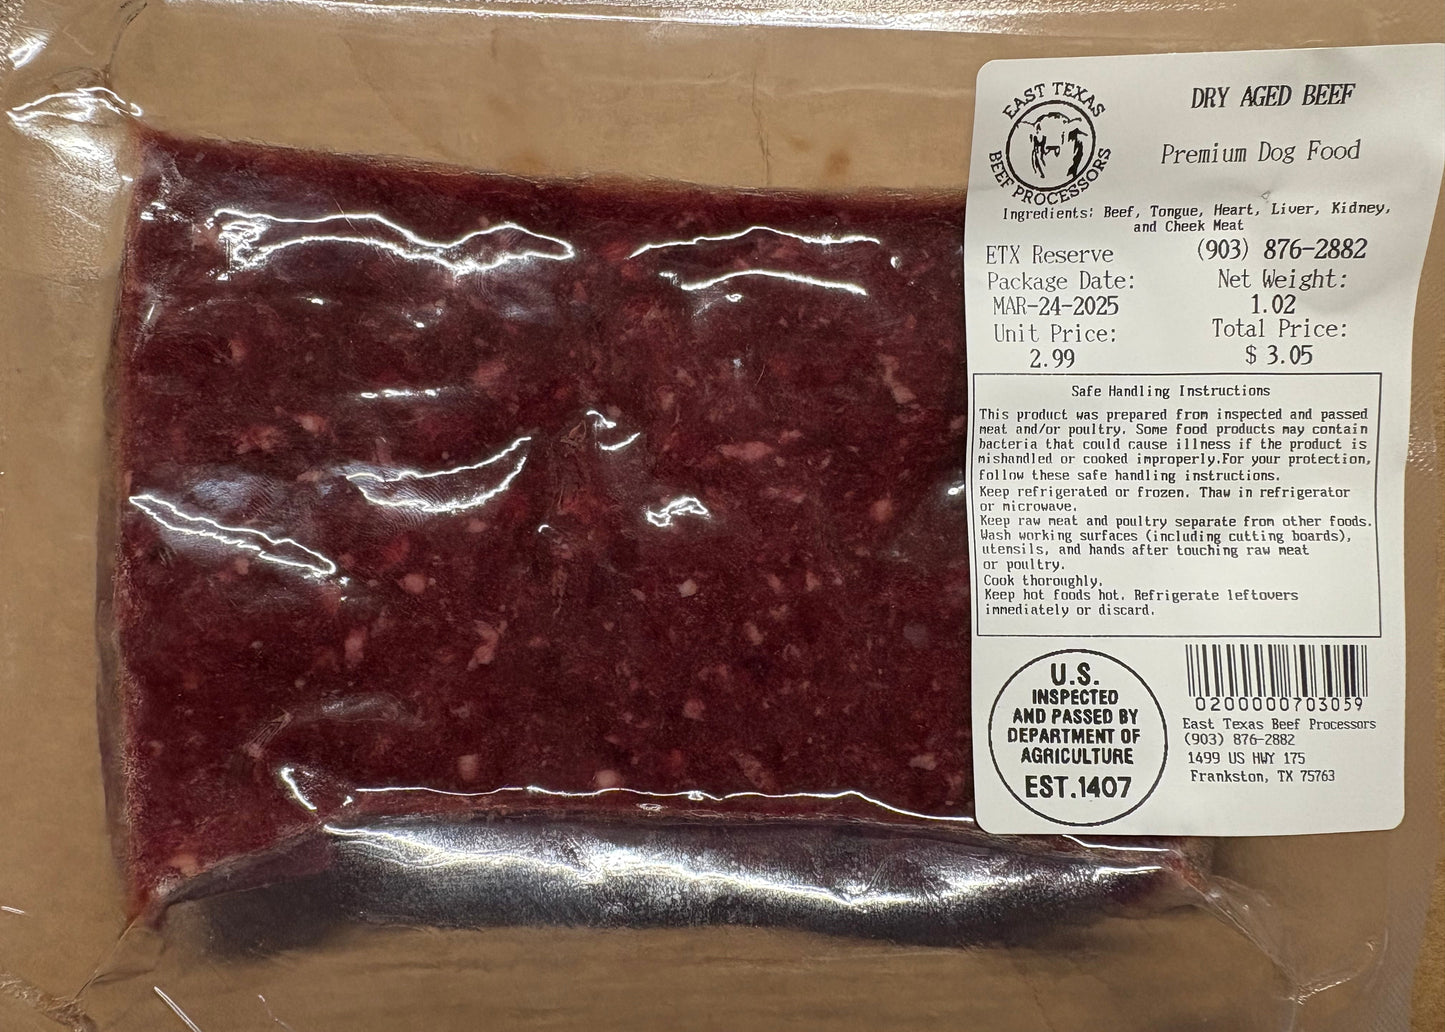 EAST TEXAS
BEEF PROCESSORS
DRY AGED BEEF
Premium Dog Food
Ingredients: Beef, Tongue, Heart, Liver, Kidney,
and Cheek Meat
ETX Reserve
(903) 876-2882
Package Date:
Net Weight:
MAR-24-2025
1.02
Unit Price:
Total Price:
2.99
$ 3.05
Safe Handling Instructions
This product was prepared from inspected and passed
meat and/or poultry. Some food products may contain
bacteria that could cause illness if the product is
mishandled or cooked improperly.For your protection,
follow these safe handling instructions.
Keep refrigerated or frozen. Thaw in refrigerator
or microwave.
Keep raw meat and poultry separate from other foods.
Wash working surfaces (including cutting boards),
utensils, and hands after touching raw meat
or poultry.
Cook thoroughly.
Keep hot foods hot. Refrigerate leftovers
immediately or discard.
U.S.
INSPECTED
AND PASSED BY
DEPARTMENT OF
AGRICULTURE
EST.1407
0200000703059
East Texas Beef Processors
(903) 876-2882
1499 US HWY 175
Frankston, TX 75763